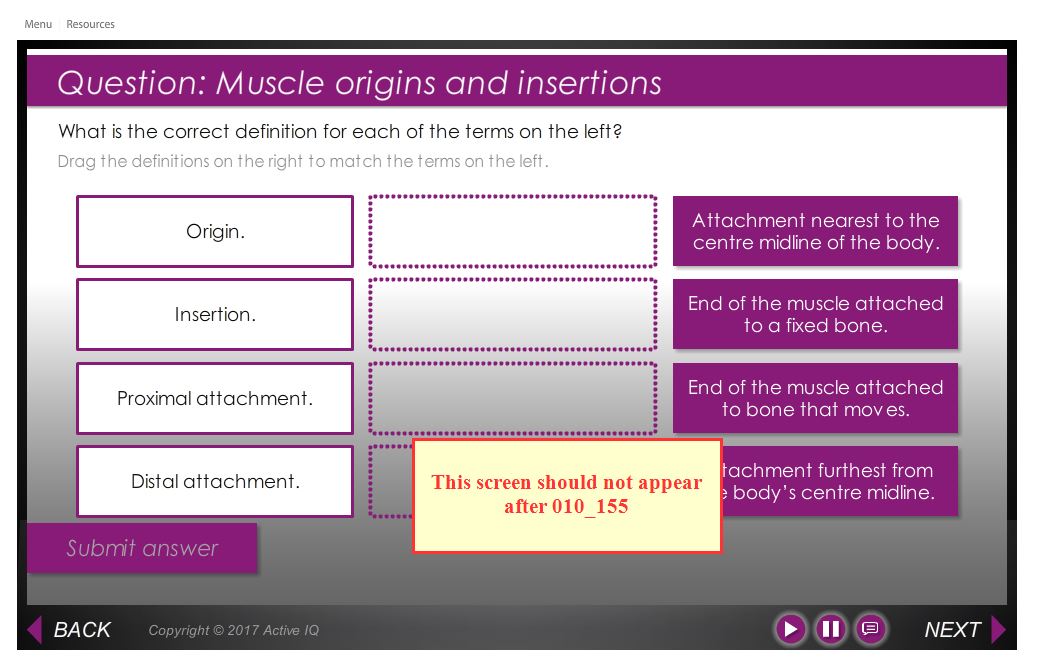 Menu Resources
Question: Muscle origins and insertions
What is the correct definition for each of the terms on the left?
Drag the definitions on the right to match the terms on the left.
Origin.
Attachment nearest to the
centre midline of the body.
Insertion.
End of the muscle attached
to a fixed bone.
Proximal attachment.
End of the muscle attached
to bone that moves.
Distal attachment.
This screen should not appear
after 010_155
furthest from
body's centre midline.
Submit answer
BACK
Copyright © 2017 Active IQ
NEXT